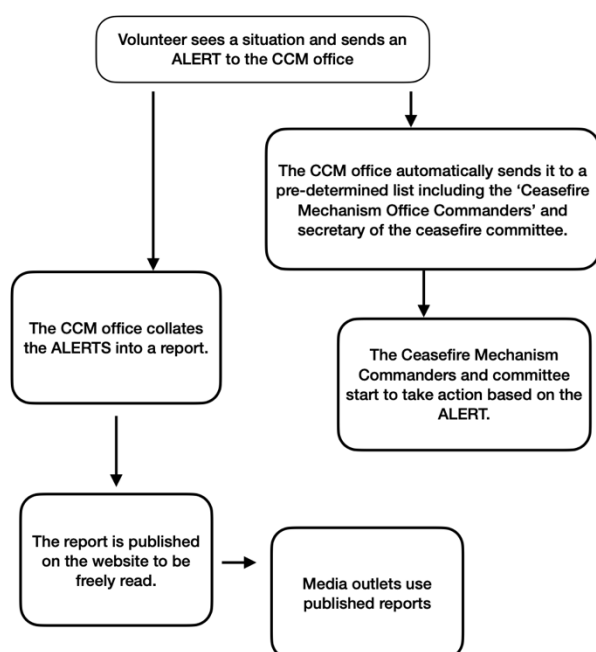 Volunteer sees a situation and sends an
ALERT to the CCM office
The CCM office automatically sends it to a
pre-determined list including the ‘Ceasefire
Mechanism Office Commanders’ and
secretary of the ceasefire committee.
The CCM office collates
the ALERTS into a report.
The Ceasefire Mechanism
Commanders and committee
start to take action based on the
ALERT.
The report is published
on the website to be
freely read.
Media outlets use
published reports